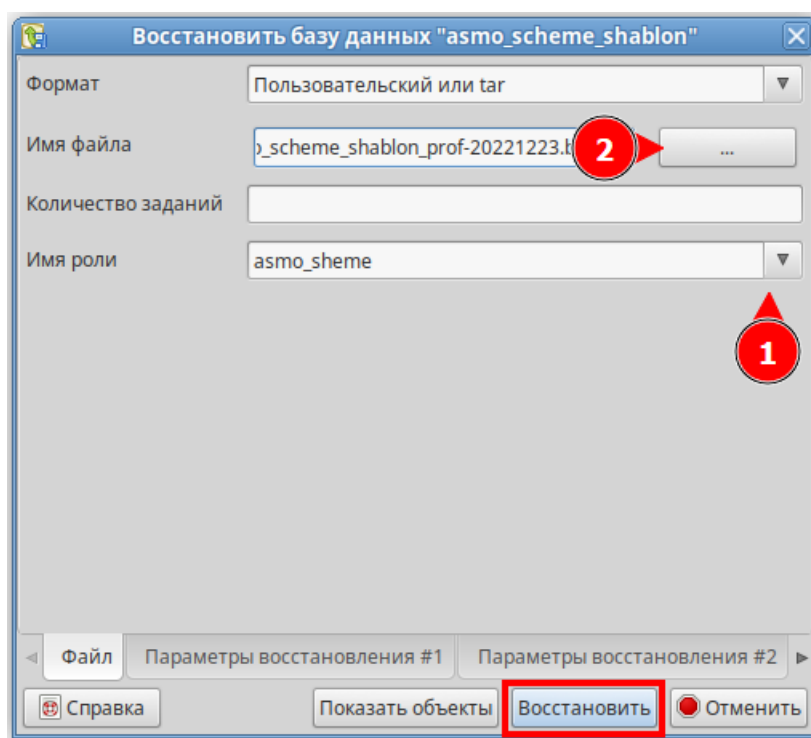 Восстановить базу данных "asmo_scheme_shablon"
Формат Пользовательский или tar
Имя файла o_scheme_shablon_prof-20221223.b 2 ...
Количество заданий
Имя роли asmo_sheme
1
Файл Параметры восстановления #1 Параметры восстановления #2
Справка Показать объекты Восстановить Отменить